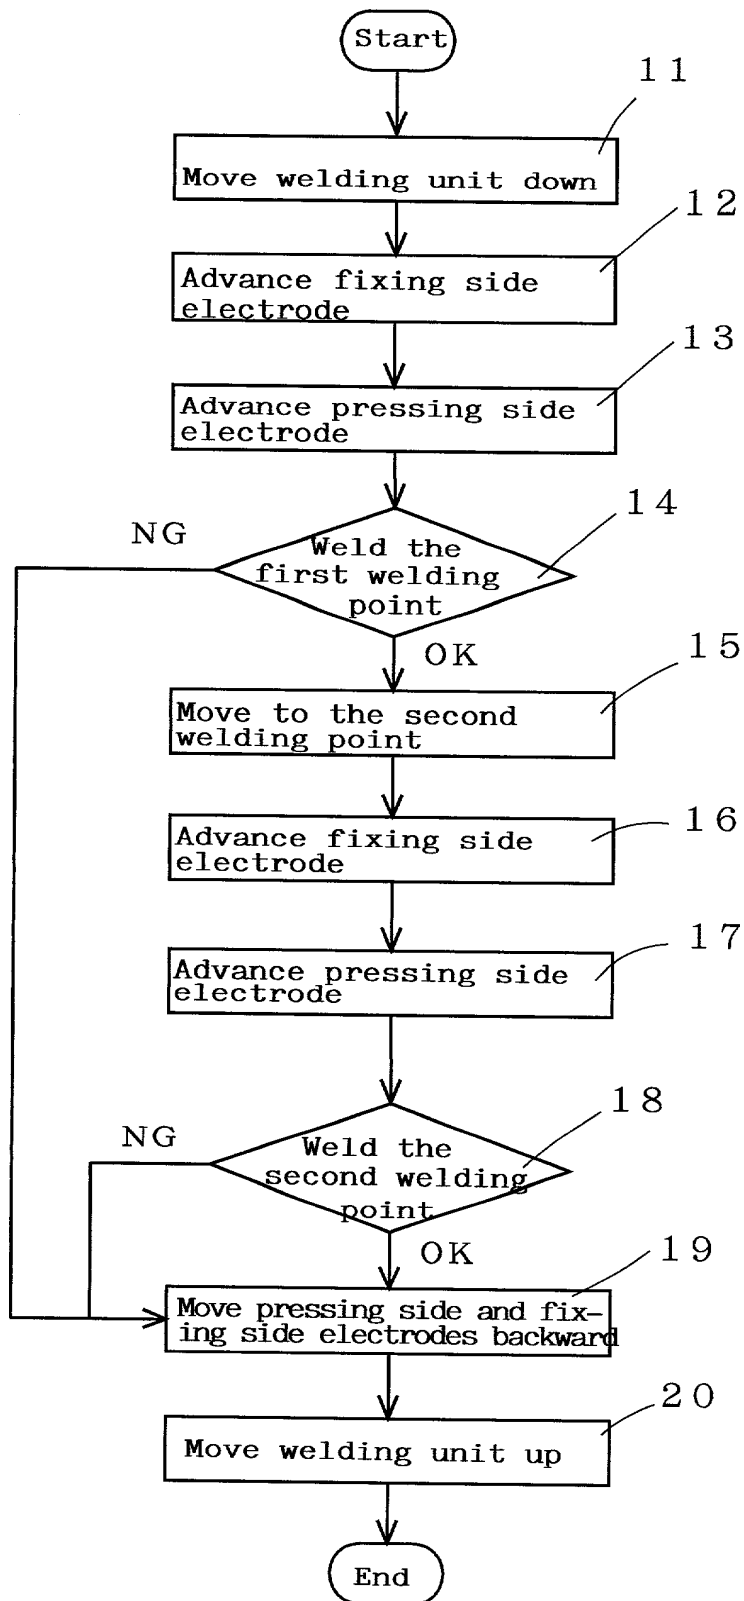 Start
11
Move welding unit down
12
Advance fixing side
electrode
13
Advance pressing side
electrode
14
NG
Weld the
first welding
point
OK
15
Move to the second
welding point
16
Advance fixing side
electrode
17
Advance pressing side
electrode
18
NG
Weld the
second welding
point
OK
19
Move pressing side and fix-
ing side electrodes backward
20
Move welding unit up
End